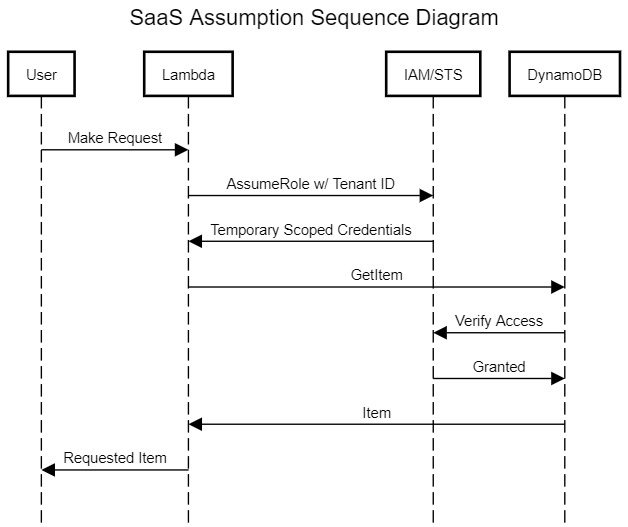 SaaS Assumption Sequence Diagram
User
Lambda
IAM/STS
DynamoDB
Make Request
AssumeRole w/ Tenant ID
Temporary Scoped Credentials
GetItem
Verify Access
Granted
Item
Requested Item